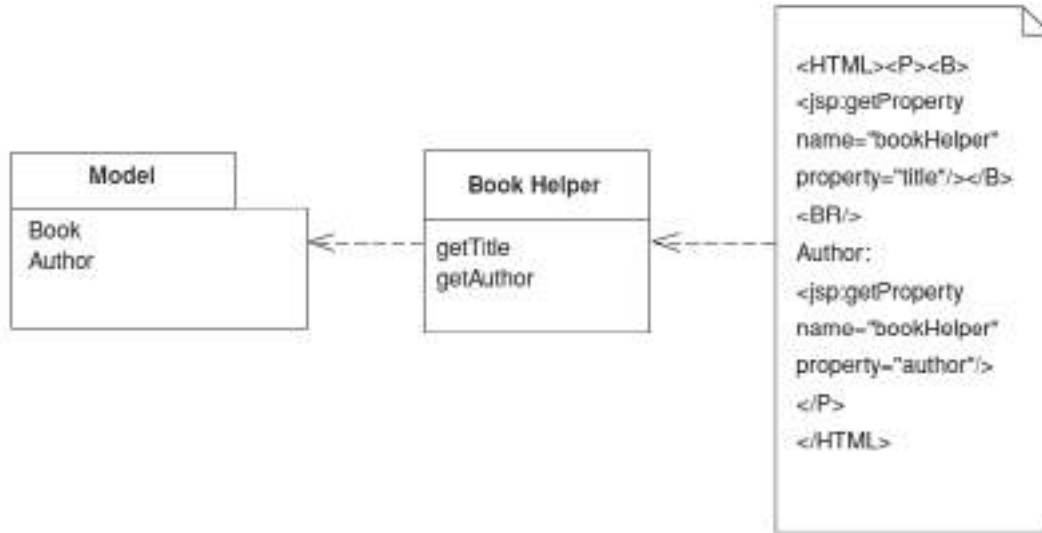 Model
Book
Author
Book Helper
getTitle
getAuthor
<HTML><P><B>
<jsp:getProperty
name="bookHelper"
property="title"/></B>
<BR/>
Author:
<jsp:getProperty
name="bookHelper"
property="author"/>
</P>
</HTML>